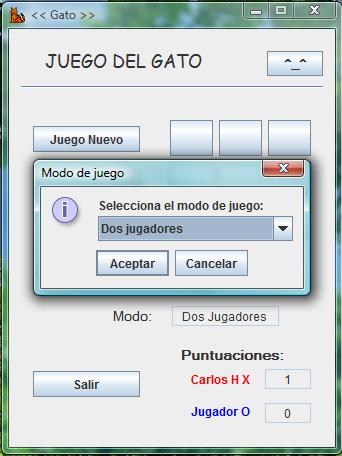 << Gato >>
JUEGO DEL GATO
^_^
Juego Nuevo
Modo de juego
Selecciona el modo de juego:
Dos jugadores
Aceptar Cancelar
Modo: Dos Jugadores
Puntuaciones:
Carlos H X 1
Salir
Jugador O 0